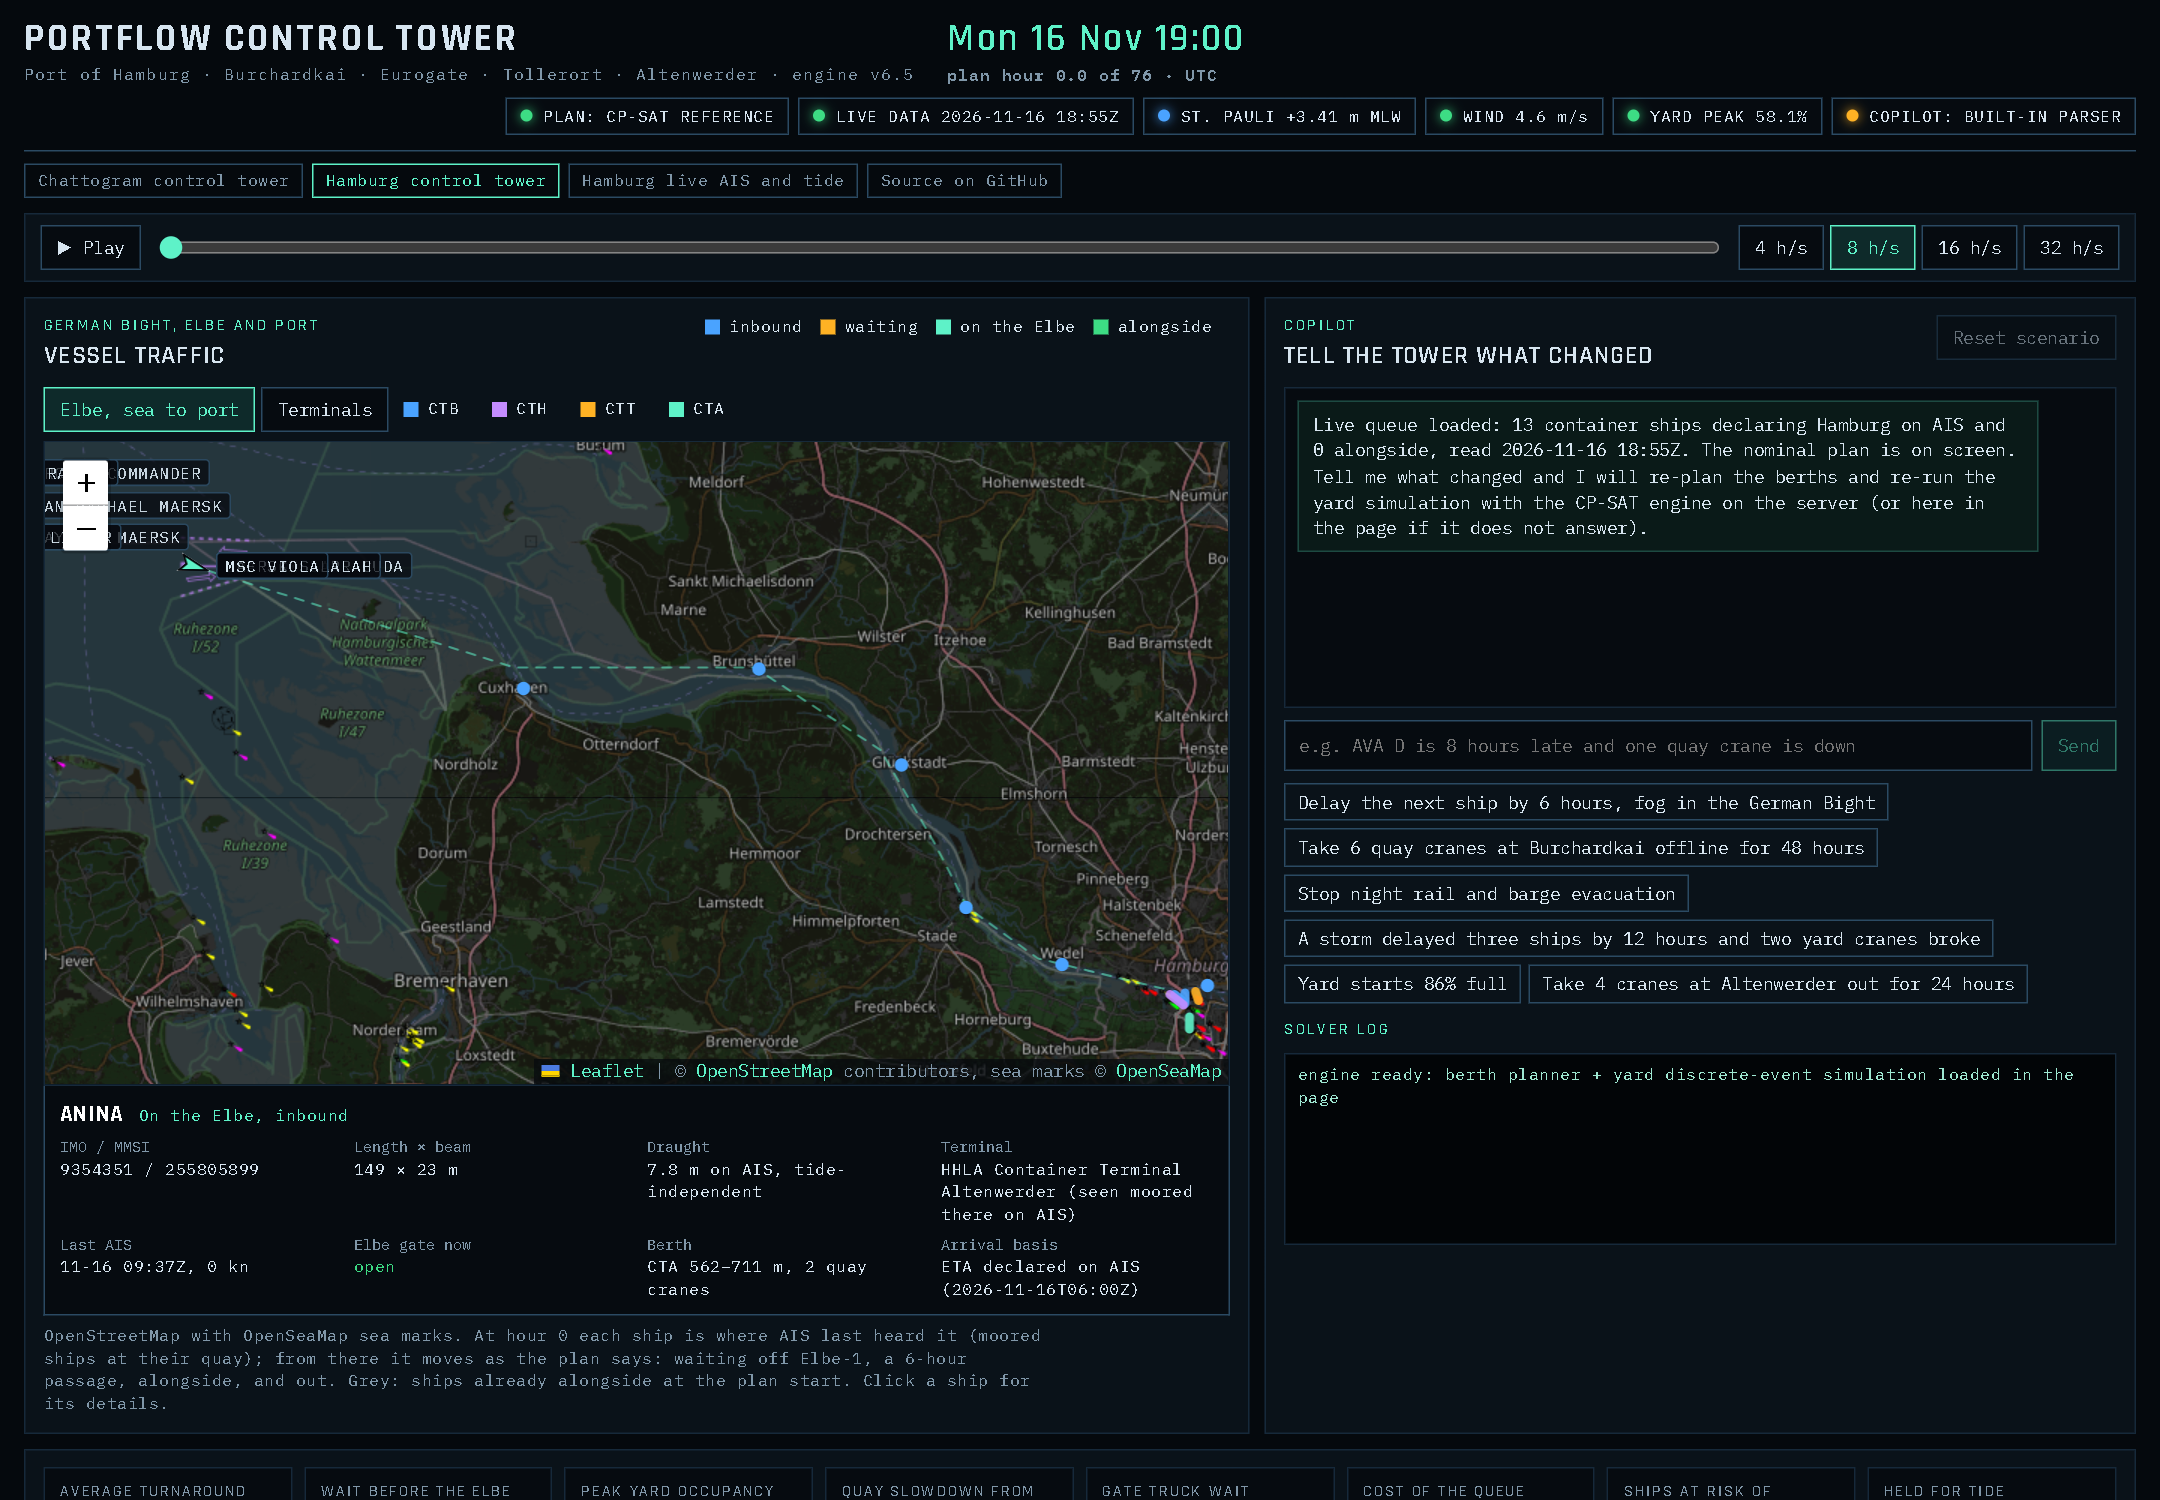 PORTFLOW CONTROL TOWER
Port of Hamburg · Burchardkai · Eurogate · Tollerort · Altenwerder · engine v6.5
Mon 16 Nov 19:00
plan hour 0.0 of 76 · UTC
PLAN: CP-SAT REFERENCE
LIVE DATA 2026-11-16 18:55Z
ST. PAULI +3.41 m MLW
WIND 4.6 m/s
YARD PEAK 58.1%
COPILOT: BUILT-IN PARSER
Chattogram control tower
Hamburg control tower
Hamburg live AIS and tide
Source on GitHub
Play
4 h/s
8 h/s
16 h/s
32 h/s
GERMAN BIGHT, ELBE AND PORT
VESSEL TRAFFIC
inbound
waiting
on the Elbe
alongside
Elbe, sea to port
Terminals
CTB
CTH
CTT
CTA
+
−
COMMANDER
MAERSK
MAERSK
MSC VIOLA
Büsum
Meldorf
Hohenwestedt
Sankt Michaelisdonn
Marne
Kellinghusen
Wilster
Itzehoe
Bad Bramstedt
Ruhezone
I/52
Nationalpark
Hamburgisches
Wattenmeer
Brunsbüttel
Cuxhaven
Ruhezone
I/47
Otterndorf
Nordholz
Glückstadt
Barmstedt
Elmshorn
Drochtersen
Ruhezone
I/39
Dorum
Hemmoor
Tornesch
Pinneberg
Halstenbek
Lamstedt
Himmelpforten
Geestland
Stade
Schenefeld
Wedel
Hamburg
Jever
Bremerhaven
Wilhelmshaven
Fredenbeck
Horneburg
Nordenham
Loxstedt
Bremervörde
Buxtehude
Leaflet | © OpenStreetMap contributors, sea marks © OpenSeaMap
ANINA On the Elbe, inbound
IMO / MMSI
9354351 / 255805899
Length × beam
149 × 23 m
Draught
7.8 m on AIS, tide-
independent
Terminal
HHLA Container Terminal
Altenwerder (seen moored
there on AIS)
Last AIS
11-16 09:37Z, 0 kn
Elbe gate now
open
Berth
CTA 562–711 m, 2 quay
cranes
Arrival basis
ETA declared on AIS
(2026-11-16T06:00Z)
OpenStreetMap with OpenSeaMap sea marks. At hour 0 each ship is where AIS last heard it (moored
ships at their quay); from there it moves as the plan says: waiting off Elbe-1, a 6-hour
passage, alongside, and out. Grey: ships already alongside at the plan start. Click a ship for
its details.
COPILOT
TELL THE TOWER WHAT CHANGED
Reset scenario
Live queue loaded: 13 container ships declaring Hamburg on AIS and
0 alongside, read 2026-11-16 18:55Z. The nominal plan is on screen.
Tell me what changed and I will re-plan the berths and re-run the
yard simulation with the CP-SAT engine on the server (or here in
the page if it does not answer).
e.g. AVA D is 8 hours late and one quay crane is down
Send
Delay the next ship by 6 hours, fog in the German Bight
Take 6 quay cranes at Burchardkai offline for 48 hours
Stop night rail and barge evacuation
A storm delayed three ships by 12 hours and two yard cranes broke
Yard starts 86% full
Take 4 cranes at Altenwerder out for 24 hours
SOLVER LOG
engine ready: berth planner + yard discrete-event simulation loaded in the
page
AVERAGE TURNAROUND
WAIT BEFORE THE ELBE
PEAK YARD OCCUPANCY
QUAY SLOWDOWN FROM
GATE TRUCK WAIT
COST OF THE QUEUE
SHIPS AT RISK OF
HELD FOR TIDE